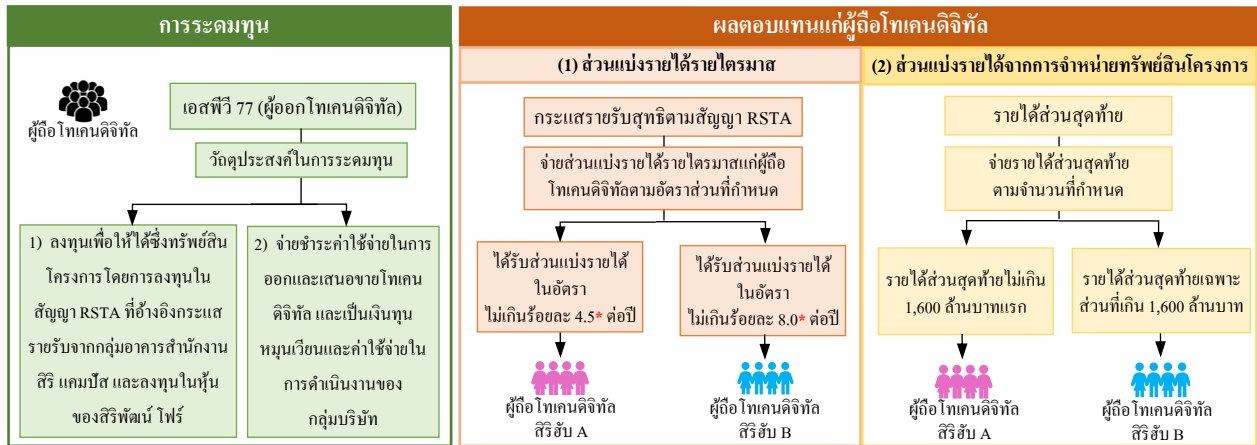 การระดมทุน
ผู้ถือโทเคนดิจิทัล
เอสพีวี 77 (ผู้ออกโทเคนดิจิทัล)
วัถตุประสงค์ในการระดมทุน
1) ลงทุนเพื่อให้ได้ซึ่งทรัพย์สิน
โครงการโดยการลงทุนใน
สัญญา RSTA ที่อ้างอิงกระแส
รายรับจากกลุ่มอาคารสำนักงาน
สิริ แคมปัส และลงทุนในหุ้น
ของสิริพัฒน์ โฟร์
2) จ่ายชำระค่าใช้จ่ายในการ
ออกและเสนอขายโทเคน
ดิจิทัล และเป็นเงินทุน
หมุนเวียนและค่าใช้จ่ายใน
การดำเนินงานของ
กลุ่มบริษัท
ผลตอบแทนแก่ผู้ถือโทเคนดิจิทัล
(1) ส่วนแบ่งรายได้รายไตรมาส
กระแสรายรับสุทธิตามสัญญา RSTA
จ่ายส่วนแบ่งรายได้รายไตรมาสแก่ผู้ถือ
โทเคนดิจิทัลตามอัตราส่วนที่กำหนด
ได้รับส่วนแบ่งรายได้
ในอัตรา
ไม่เกินร้อยละ 4.5* ต่อปี
ผู้ถือโทเคนดิจิทัล
สิริฮับ A
ได้รับส่วนแบ่งรายได้
ในอัตรา
ไม่เกินร้อยละ 8.0* ต่อปี
ผู้ถือโทเคนดิจิทัล
สิริฮับ B
(2) ส่วนแบ่งรายได้จากการจำหน่ายทรัพย์สินโครงการ
รายได้ส่วนสุดท้าย
จ่ายรายได้ส่วนสุดท้าย
ตามจำนวนที่กำหนด
รายได้ส่วนสุดท้ายไม่เกิน
1,600 ล้านบาทแรก
ผู้ถือโทเคนดิจิทัล
สิริฮับ A
รายได้ส่วนสุดท้ายเฉพาะ
ส่วนที่เกิน 1,600 ล้านบาท
ผู้ถือโทเคนดิจิทัล
สิริฮับ B